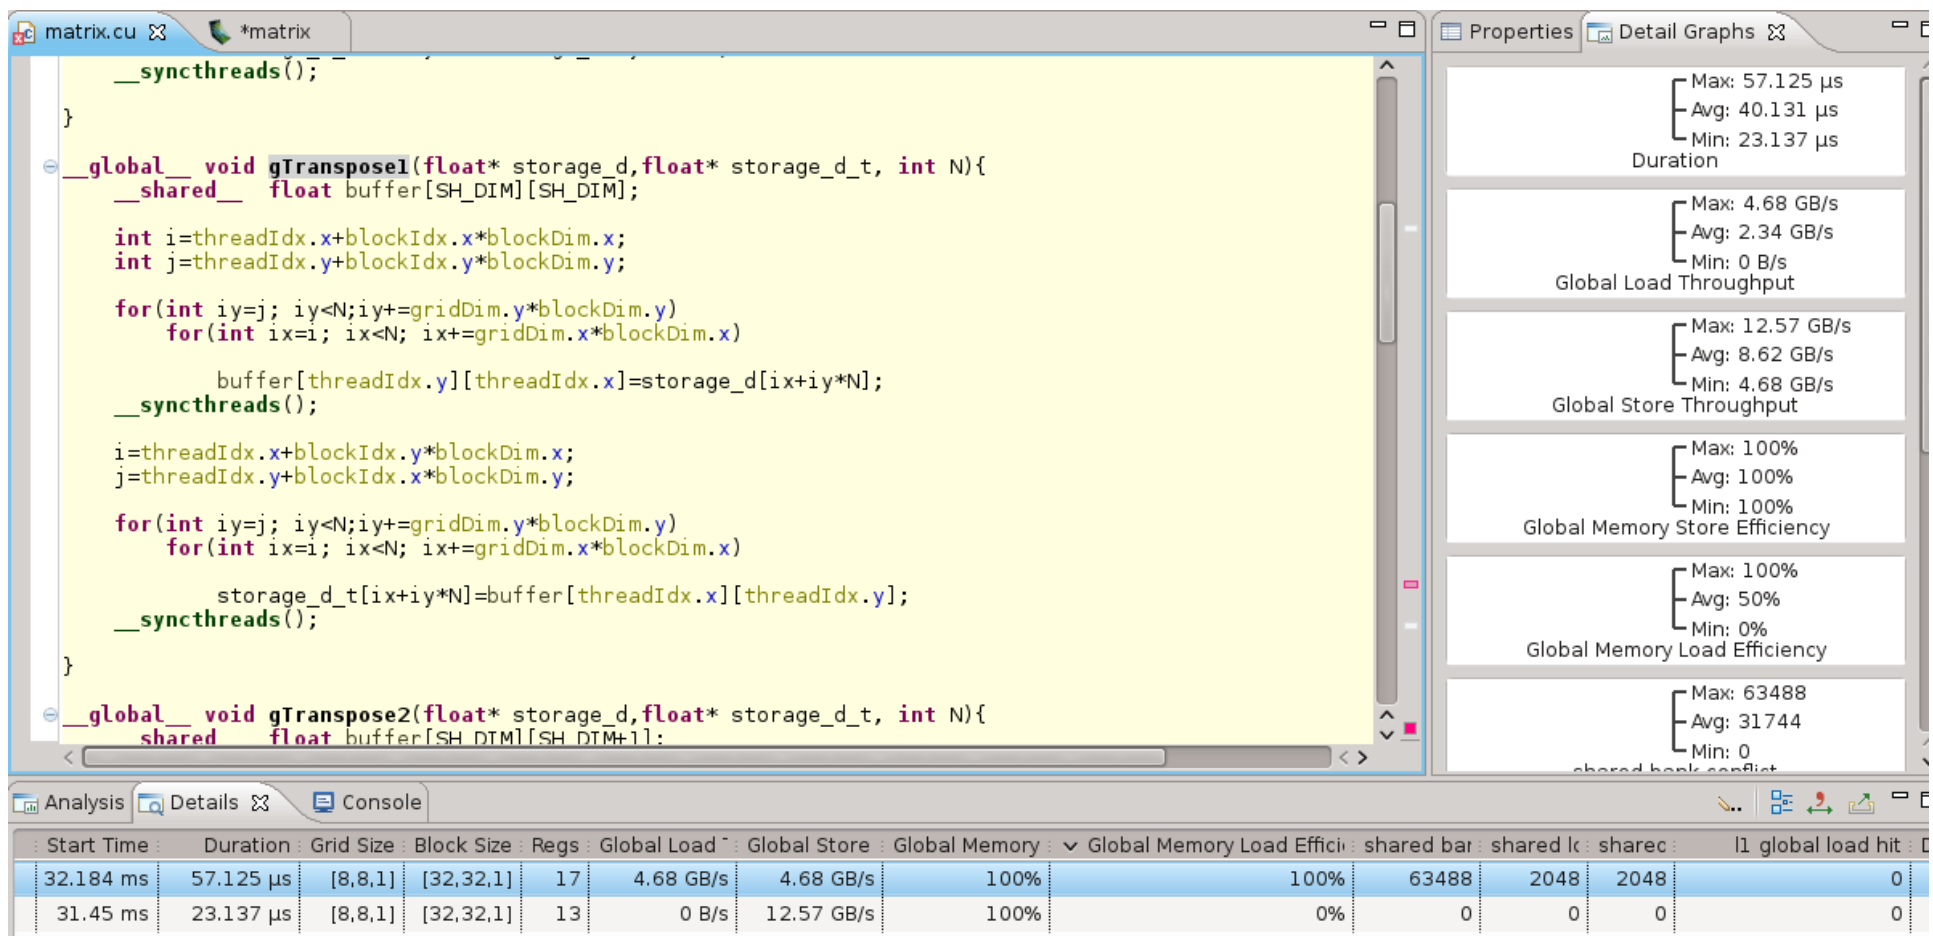 matrix.cu
*matrix
__syncthreads();
}
__global__ void gTranspose1(float* storage_d,float* storage_d_t, int N){
__shared__ float buffer[SH_DIM][SH_DIM];
int i=threadIdx.x+blockIdx.x*blockDim.x;
int j=threadIdx.y+blockIdx.y*blockDim.y;
for(int iy=j; iy<N;iy+=gridDim.y*blockDim.y)
for(int ix=i; ix<N; ix+=gridDim.x*blockDim.x)
buffer[threadIdx.y][threadIdx.x]=storage_d[ix+iy*N];
__syncthreads();
i=threadIdx.x+blockIdx.y*blockDim.x;
j=threadIdx.y+blockIdx.x*blockDim.y;
for(int iy=j; iy<N;iy+=gridDim.y*blockDim.y)
for(int ix=i; ix<N; ix+=gridDim.x*blockDim.x)
storage_d_t[ix+iy*N]=buffer[threadIdx.x][threadIdx.y];
__syncthreads();
}
__global__ void gTranspose2(float* storage_d,float* storage_d_t, int N){
__shared__ float buffer[SH_DIM][SH_DIM+1];
Properties Detail Graphs
Max: 57.125 µs
Avg: 40.131 µs
Min: 23.137 µs
Duration
Max: 4.68 GB/s
Avg: 2.34 GB/s
Min: 0 B/s
Global Load Throughput
Max: 12.57 GB/s
Avg: 8.62 GB/s
Min: 4.68 GB/s
Global Store Throughput
Max: 100%
Avg: 100%
Min: 100%
Global Memory Store Efficiency
Max: 100%
Avg: 50%
Min: 0%
Global Memory Load Efficiency
Max: 63488
Avg: 31744
Min: 0
shared bank conflict
Analysis Details Console
Start Time Duration Grid Size Block Size Regs Global Load Global Store Global Memory Global Memory Load Effici shared bar shared lc sharec l1 global load hit
32.184 ms 57.125 µs [8,8,1] [32,32,1] 17 4.68 GB/s 4.68 GB/s 100% 100% 63488 2048 2048 0
31.45 ms 23.137 µs [8,8,1] [32,32,1] 13 0 B/s 12.57 GB/s 100% 0% 0 0 0 0